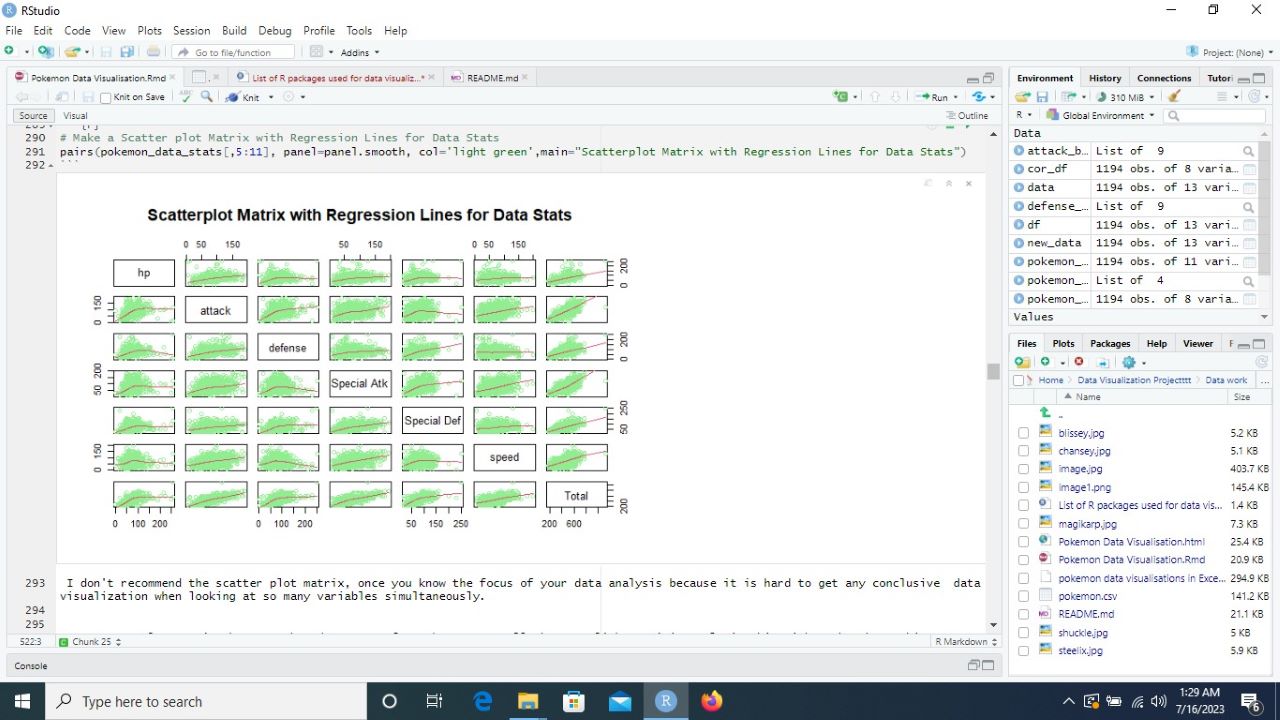 RStudio
File Edit Code View Plots Session Build Debug Profile Tools Help
Go to file/function Addins Project: (None)
Pokemon Data Visualisation.Rmd List of R packages used for data visualiz...* README.md
Knit on Save Knit Run
Source Visual Outline
290 # Make a Scatter plot Matrix with Regression Lines for Data Stats
291 pairs(pokemon_data_stats[,5:11], panel=panel.smooth, col='light green',main="Scatterplot Matrix with Regression Lines for Data Stats")
292 ```
Scatterplot Matrix with Regression Lines for Data Stats
0 50 150 50 150 0 50 150
hp
0 200
0 150
attack
defense
0 200
50 200
Special Atk
Special Def
50 250
0 150
speed
Total
200
0 100 200 0 100 200 50 150 250 200 600
293 I don't recommend the scatter plot matrix, once you know the focus of your data analysis because it is hard to get any conclusive data
visualization when looking at so many variables simultaneously.
294
295
522:3 Chunk 25 R Markdown
Console
Environment History Connections Tutori
310 MiB
R Global Environment
Data
attack_b... List of 9
cor_df 1194 obs. of 8 varia...
data 1194 obs. of 13 vari...
defense_... List of 9
df 1194 obs. of 13 vari...
new_data 1194 obs. of 13 vari...
pokemon_... 1194 obs. of 11 vari...
pokemon_... List of 4
pokemon_... 1194 obs. of 8 varia...
Values
Files Plots Packages Help Viewer
Home Data Visualization Projectttt Data work ...
Name Size
..
blissey.jpg 5.2 KB
chansey.jpg 5.1 KB
image.jpg 403.7 KB
image1.png 145.4 KB
List of R packages used for data vis... 1.4 KB
magikarp.jpg 7.3 KB
Pokemon Data Visualisation.html 25.4 KB
Pokemon Data Visualisation.Rmd 20.9 KB
pokemon data visualisations in Exce... 294.9 KB
pokemon.csv 141.2 KB
README.md 21.1 KB
shuckle.jpg 5 KB
steelix.jpg 5.9 KB
Type here to search
1:29 AM
7/16/2023
6